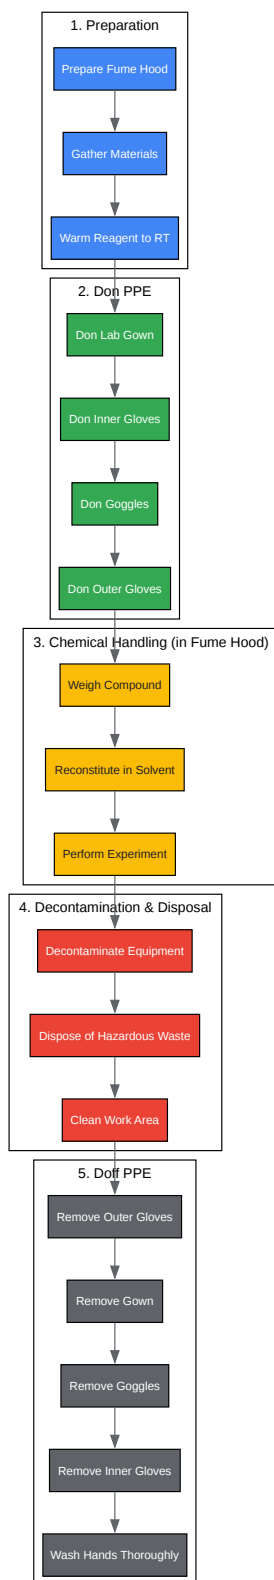 1. Preparation
Prepare Fume Hood
Gather Materials
Warm Reagent to RT
2. Don PPE
Don Lab Gown
Don Inner Gloves
Don Goggles
Don Outer Gloves
3. Chemical Handling (in Fume Hood)
Weigh Compound
Reconstitute in Solvent
Perform Experiment
4. Decontamination & Disposal
Decontaminate Equipment
Dispose of Hazardous Waste
Clean Work Area
5. Doff PPE
Remove Outer Gloves
Remove Gown
Remove Goggles
Remove Inner Gloves
Wash Hands Thoroughly